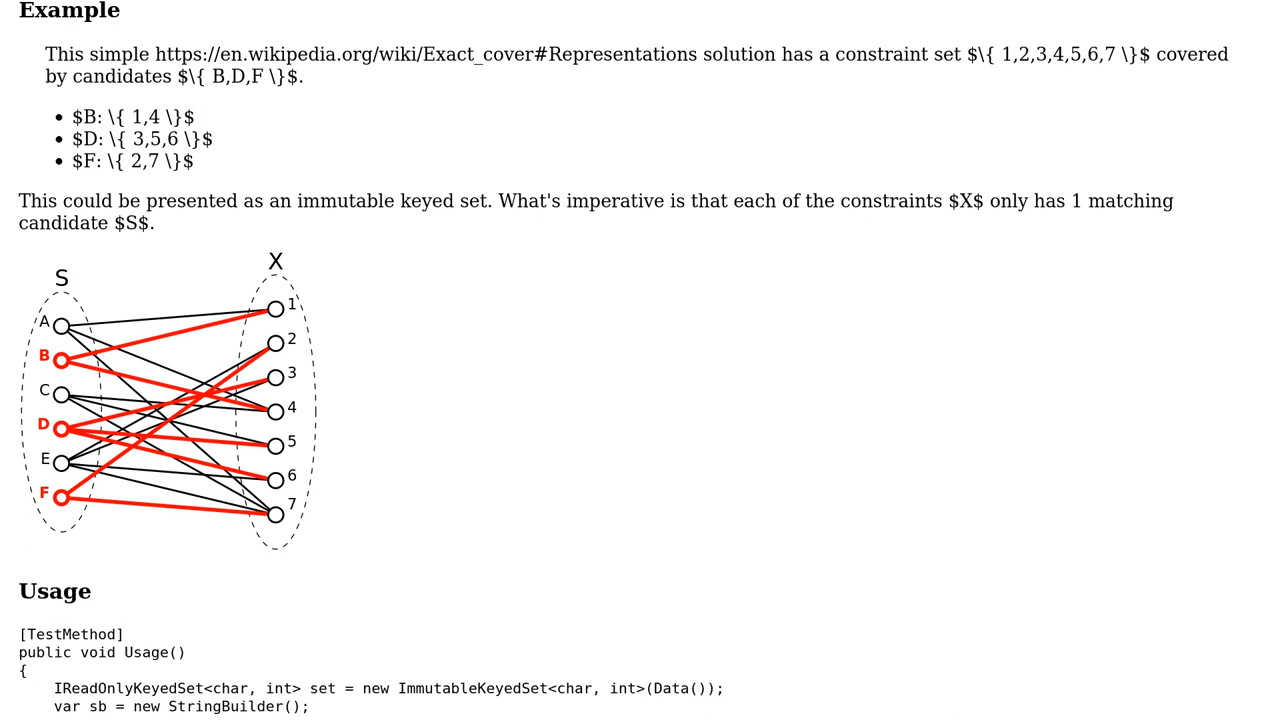 Example
This simple https://en.wikipedia.org/wiki/Exact_cover#Representations solution has a constraint set $\{ 1,2,3,4,5,6,7 \}$ covered
by candidates $\{ B,D,F \}$.
• $B: \{ 1,4 \}$
• $D: \{ 3,5,6 \}$
• $F: \{ 2,7 \}$
This could be presented as an immutable keyed set. What's imperative is that each of the constraints $X$ only has 1 matching
candidate $S$.
S
X
A
B
C
D
E
F
1
2
3
4
5
6
7
Usage
[TestMethod]
public void Usage()
{
    IReadOnlyKeyedSet<char, int> set = new ImmutableKeyedSet<char, int>(Data());
    var sb = new StringBuilder();